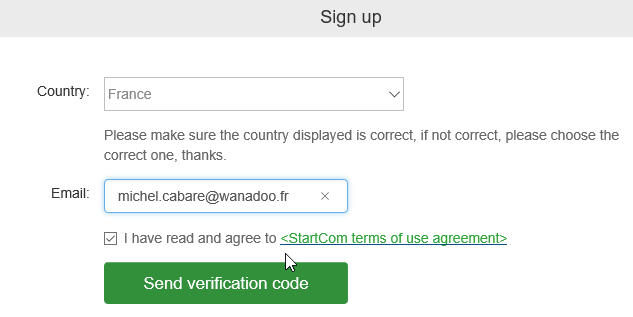 Sign up
Country: France
Please make sure the country displayed is correct, if not correct, please choose the
correct one, thanks.
Email: michel.cabare@wanadoo.fr
I have read and agree to <StartCom terms of use agreement>
Send verification code